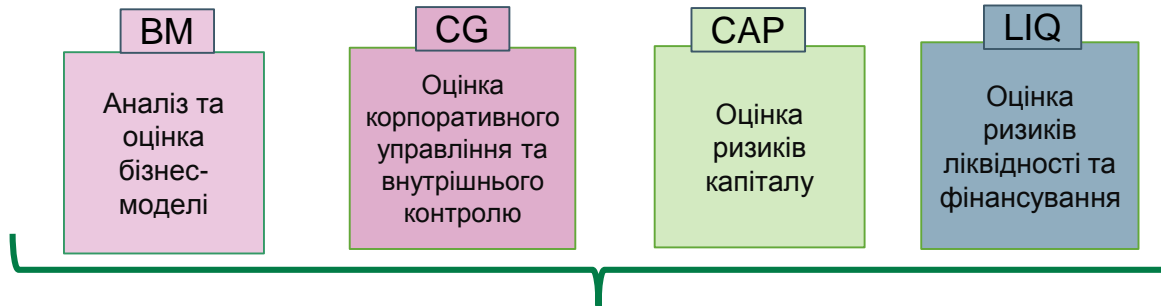 BM
Аналіз та
оцінка
бізнес-
моделі
CG
Оцінка
корпоративного
управління та
внутрішнього
контролю
CAP
Оцінка
ризиків
капіталу
LIQ
Оцінка
ризиків
ліквідності та
фінансування